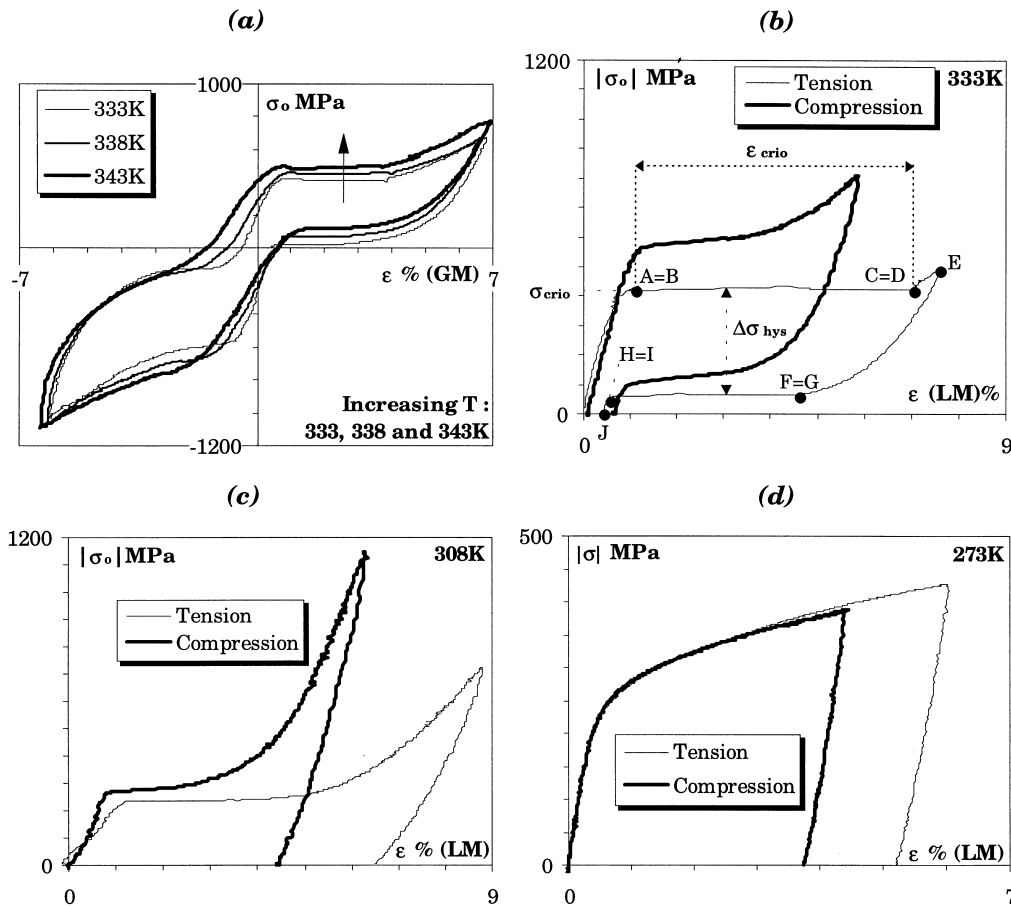 (a)
1000
σo MPa
333K
338K
343K
-7
7
ε % (GM)
Increasing T :
333, 338 and 343K
-1200
(b)
1200
|σo| MPa
Tension
Compression
333K
ε crio
A=B
C=D
E
σcrio
Δσ hys
H=I
F=G
ε (LM)%
0
J
0
9
(c)
1200
|σo| MPa
308K
Tension
Compression
0
ε % (LM)
0
9
(d)
500
|σ| MPa
273K
Tension
Compression
0
ε % (LM)
0
7